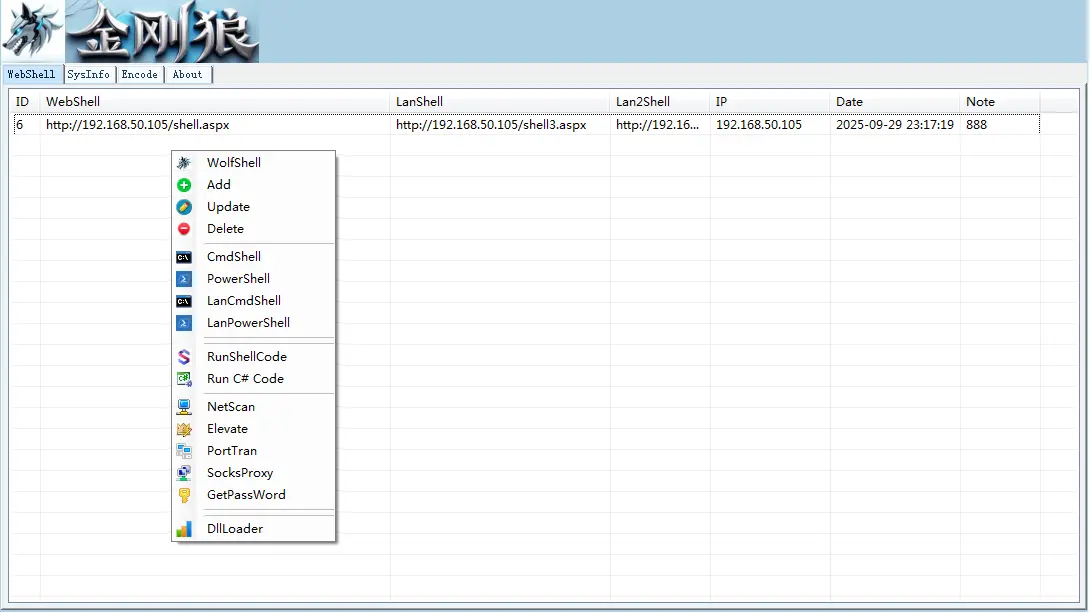 金刚狼
WebShell SysInfo Encode About
ID WebShell LanShell Lan2Shell IP Date Note
6 http://192.168.50.105/shell.aspx http://192.168.50.105/shell3.aspx http://192.16... 192.168.50.105 2025-09-29 23:17:19 888
WolfShell
Add
Update
Delete
CmdShell
PowerShell
LanCmdShell
LanPowerShell
RunShellCode
Run C# Code
NetScan
Elevate
PortTran
SocksProxy
GetPassWord
DllLoader